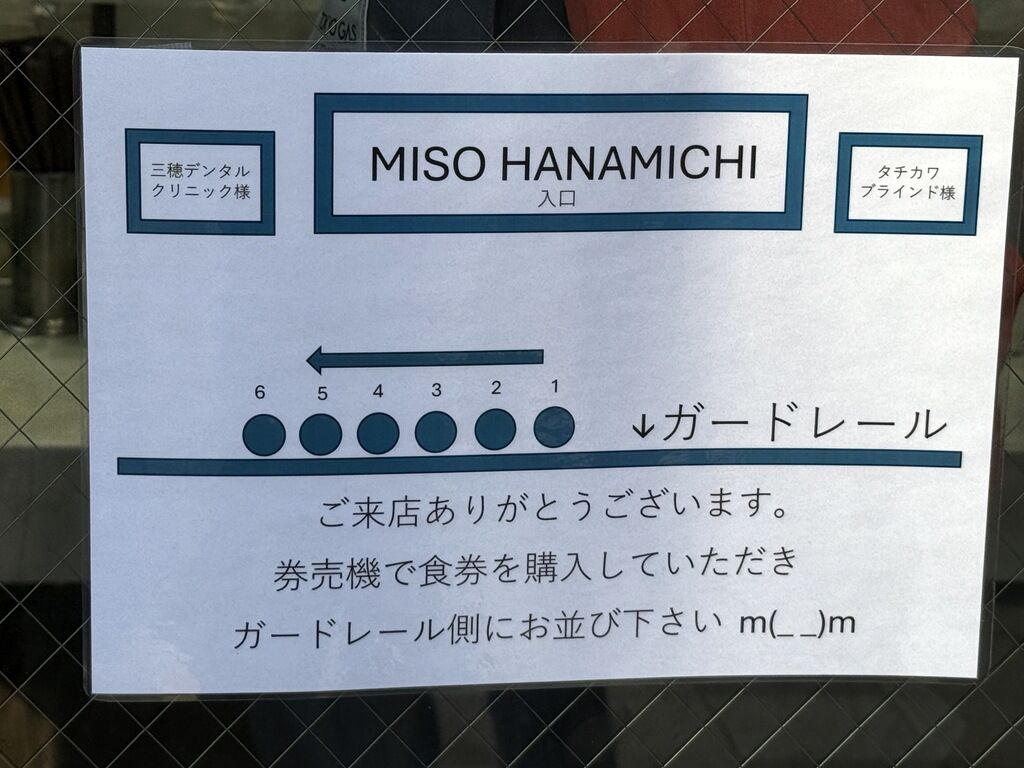 三穂デンタル
クリニック様
MISO HANAMICHI
入口
タチカワ
ブラインド様
6 5 4 3 2 1
↓ガードレール
ご来店ありがとうございます。
券売機で食券を購入していただき
ガードレール側にお並び下さい m(_ _)m